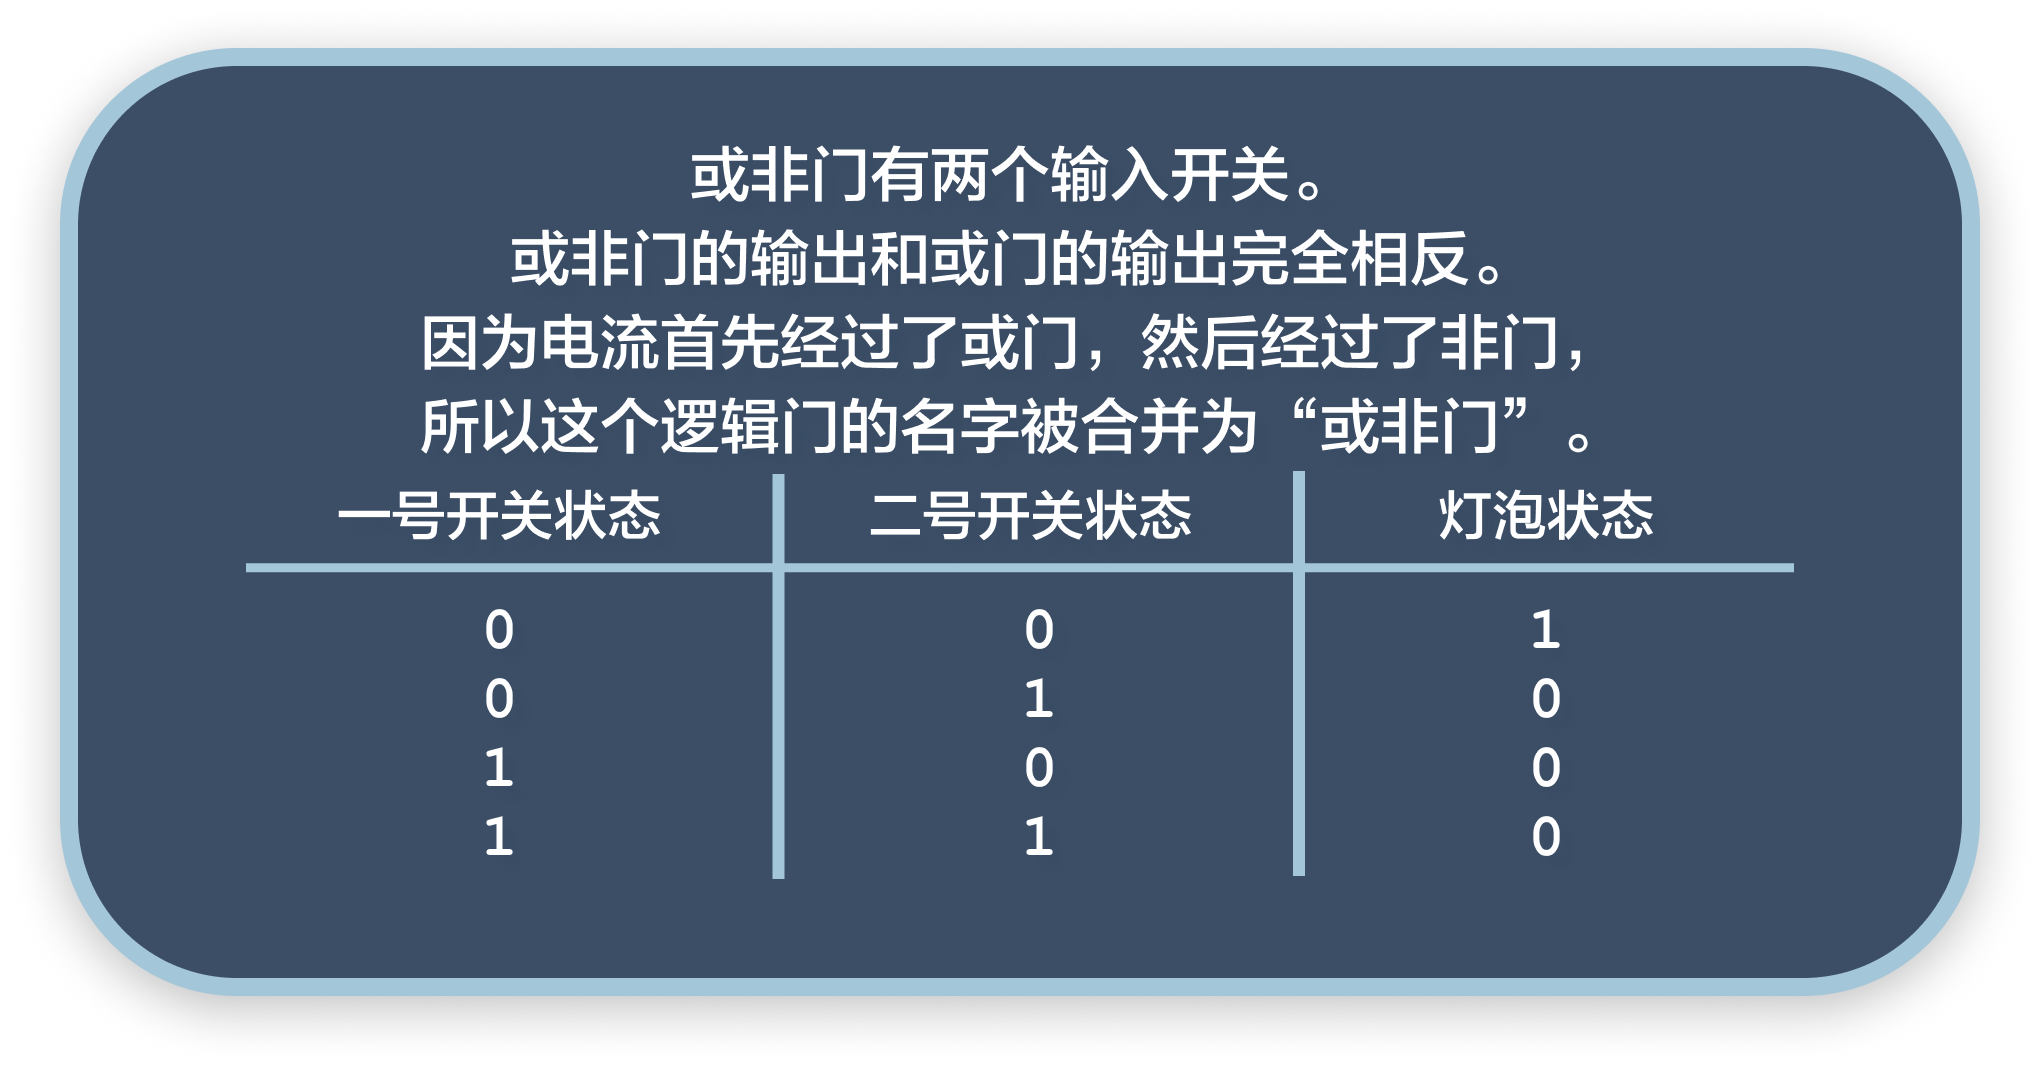 或非门有两个输入开关。
或非门的输出和或门的输出完全相反。
因为电流首先经过了或门，然后经过了非门，
所以这个逻辑门的名字被合并为“或非门”。
一号开关状态 二号开关状态 灯泡状态
0 0 1
0 1 0
1 0 0
1 1 0